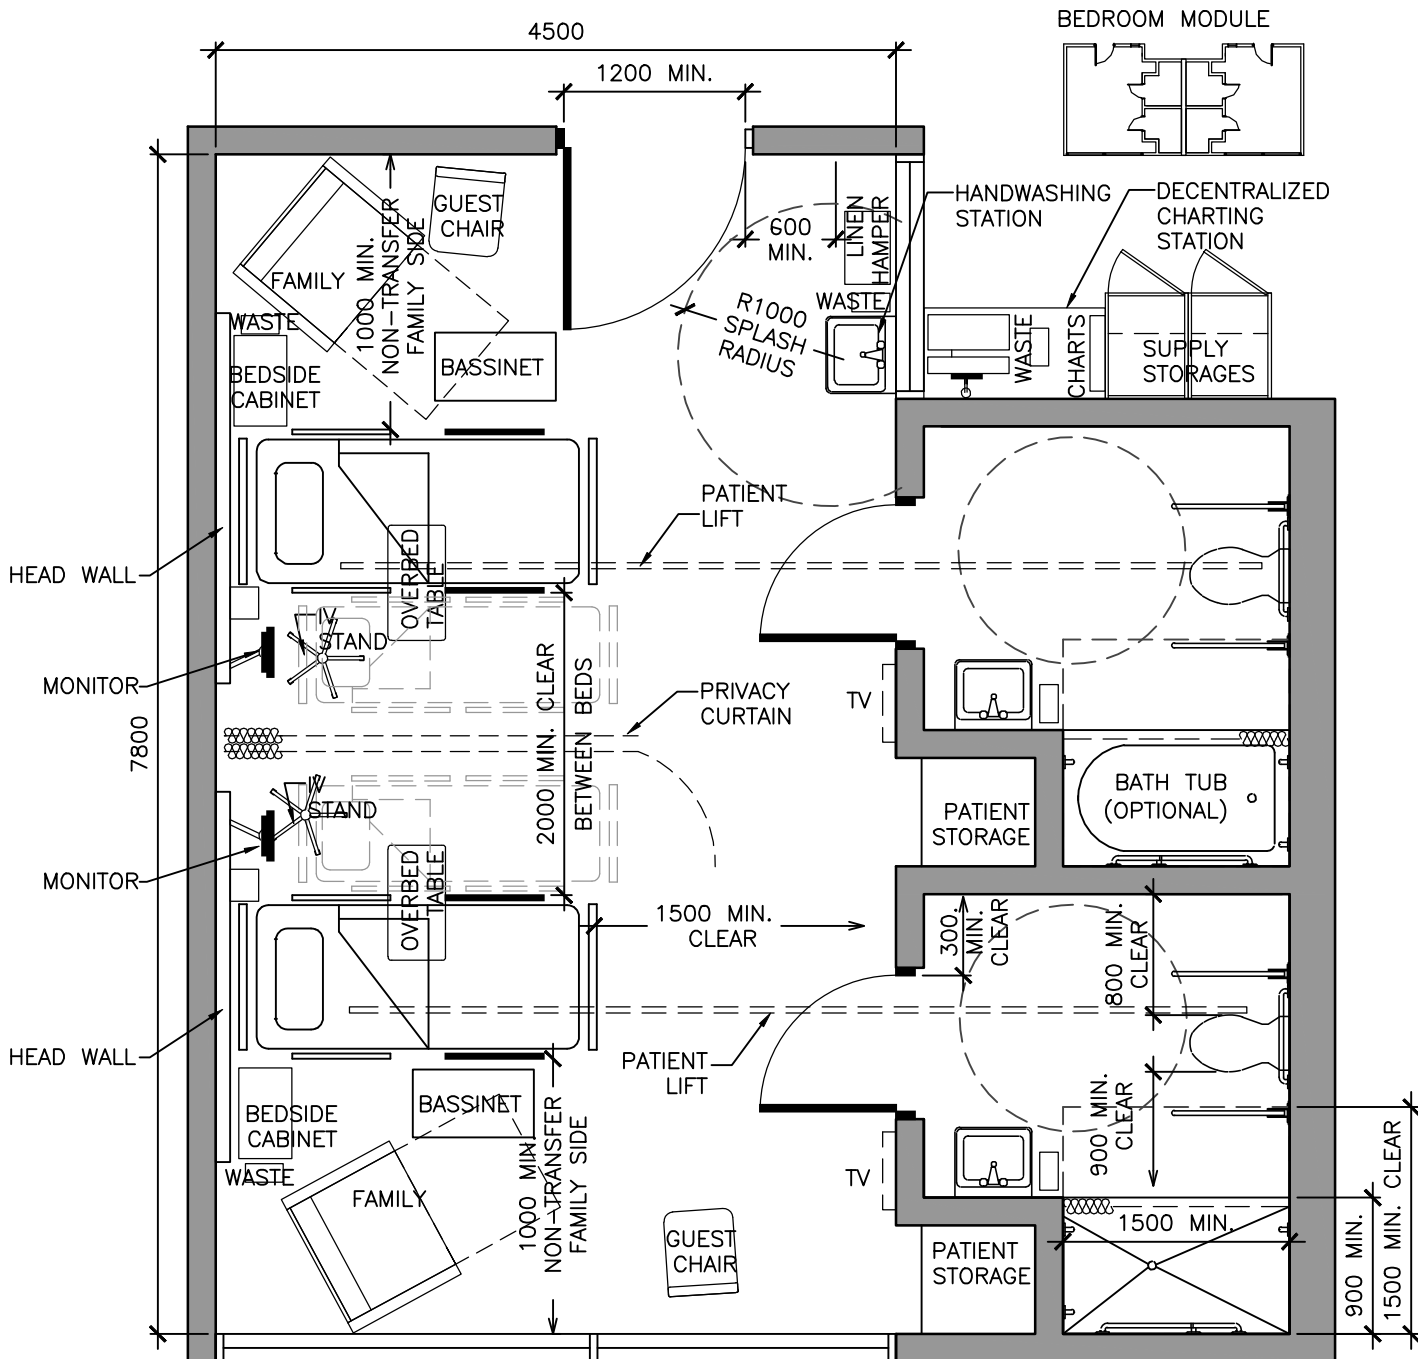 BEDROOM MODULE
4500
1200 MIN.
HANDWASHING
STATION
DECENTRALIZED
CHARTING
STATION
GUEST
CHAIR
1000 MIN.
NON-TRANSFER
FAMILY SIDE
FAMILY
600
MIN.
LINEN
HAMPER
WASTE
R1000
SPLASH
RADIUS
WASTE
CHARTS
SUPPLY
STORAGES
WASTE
BEDSIDE
CABINET
BASSINET
PATIENT
LIFT
HEAD WALL
OVERBED
TABLE
IV
STAND
MONITOR
7800
2000 MIN. CLEAR
BETWEEN BEDS
PRIVACY
CURTAIN
TV
BATH TUB
(OPTIONAL)
PATIENT
STORAGE
IV
STAND
MONITOR
OVERBED
TABLE
1500 MIN.
CLEAR
300.
MIN.
CLEAR
800 MIN.
CLEAR
HEAD WALL
PATIENT
LIFT
900 MIN.
CLEAR
BEDSIDE
CABINET
BASSINET
WASTE
FAMILY
1000 MIN.
NON-TRANSFER
FAMILY SIDE
TV
GUEST
CHAIR
PATIENT
STORAGE
1500 MIN.
900 MIN.
1500 MIN. CLEAR